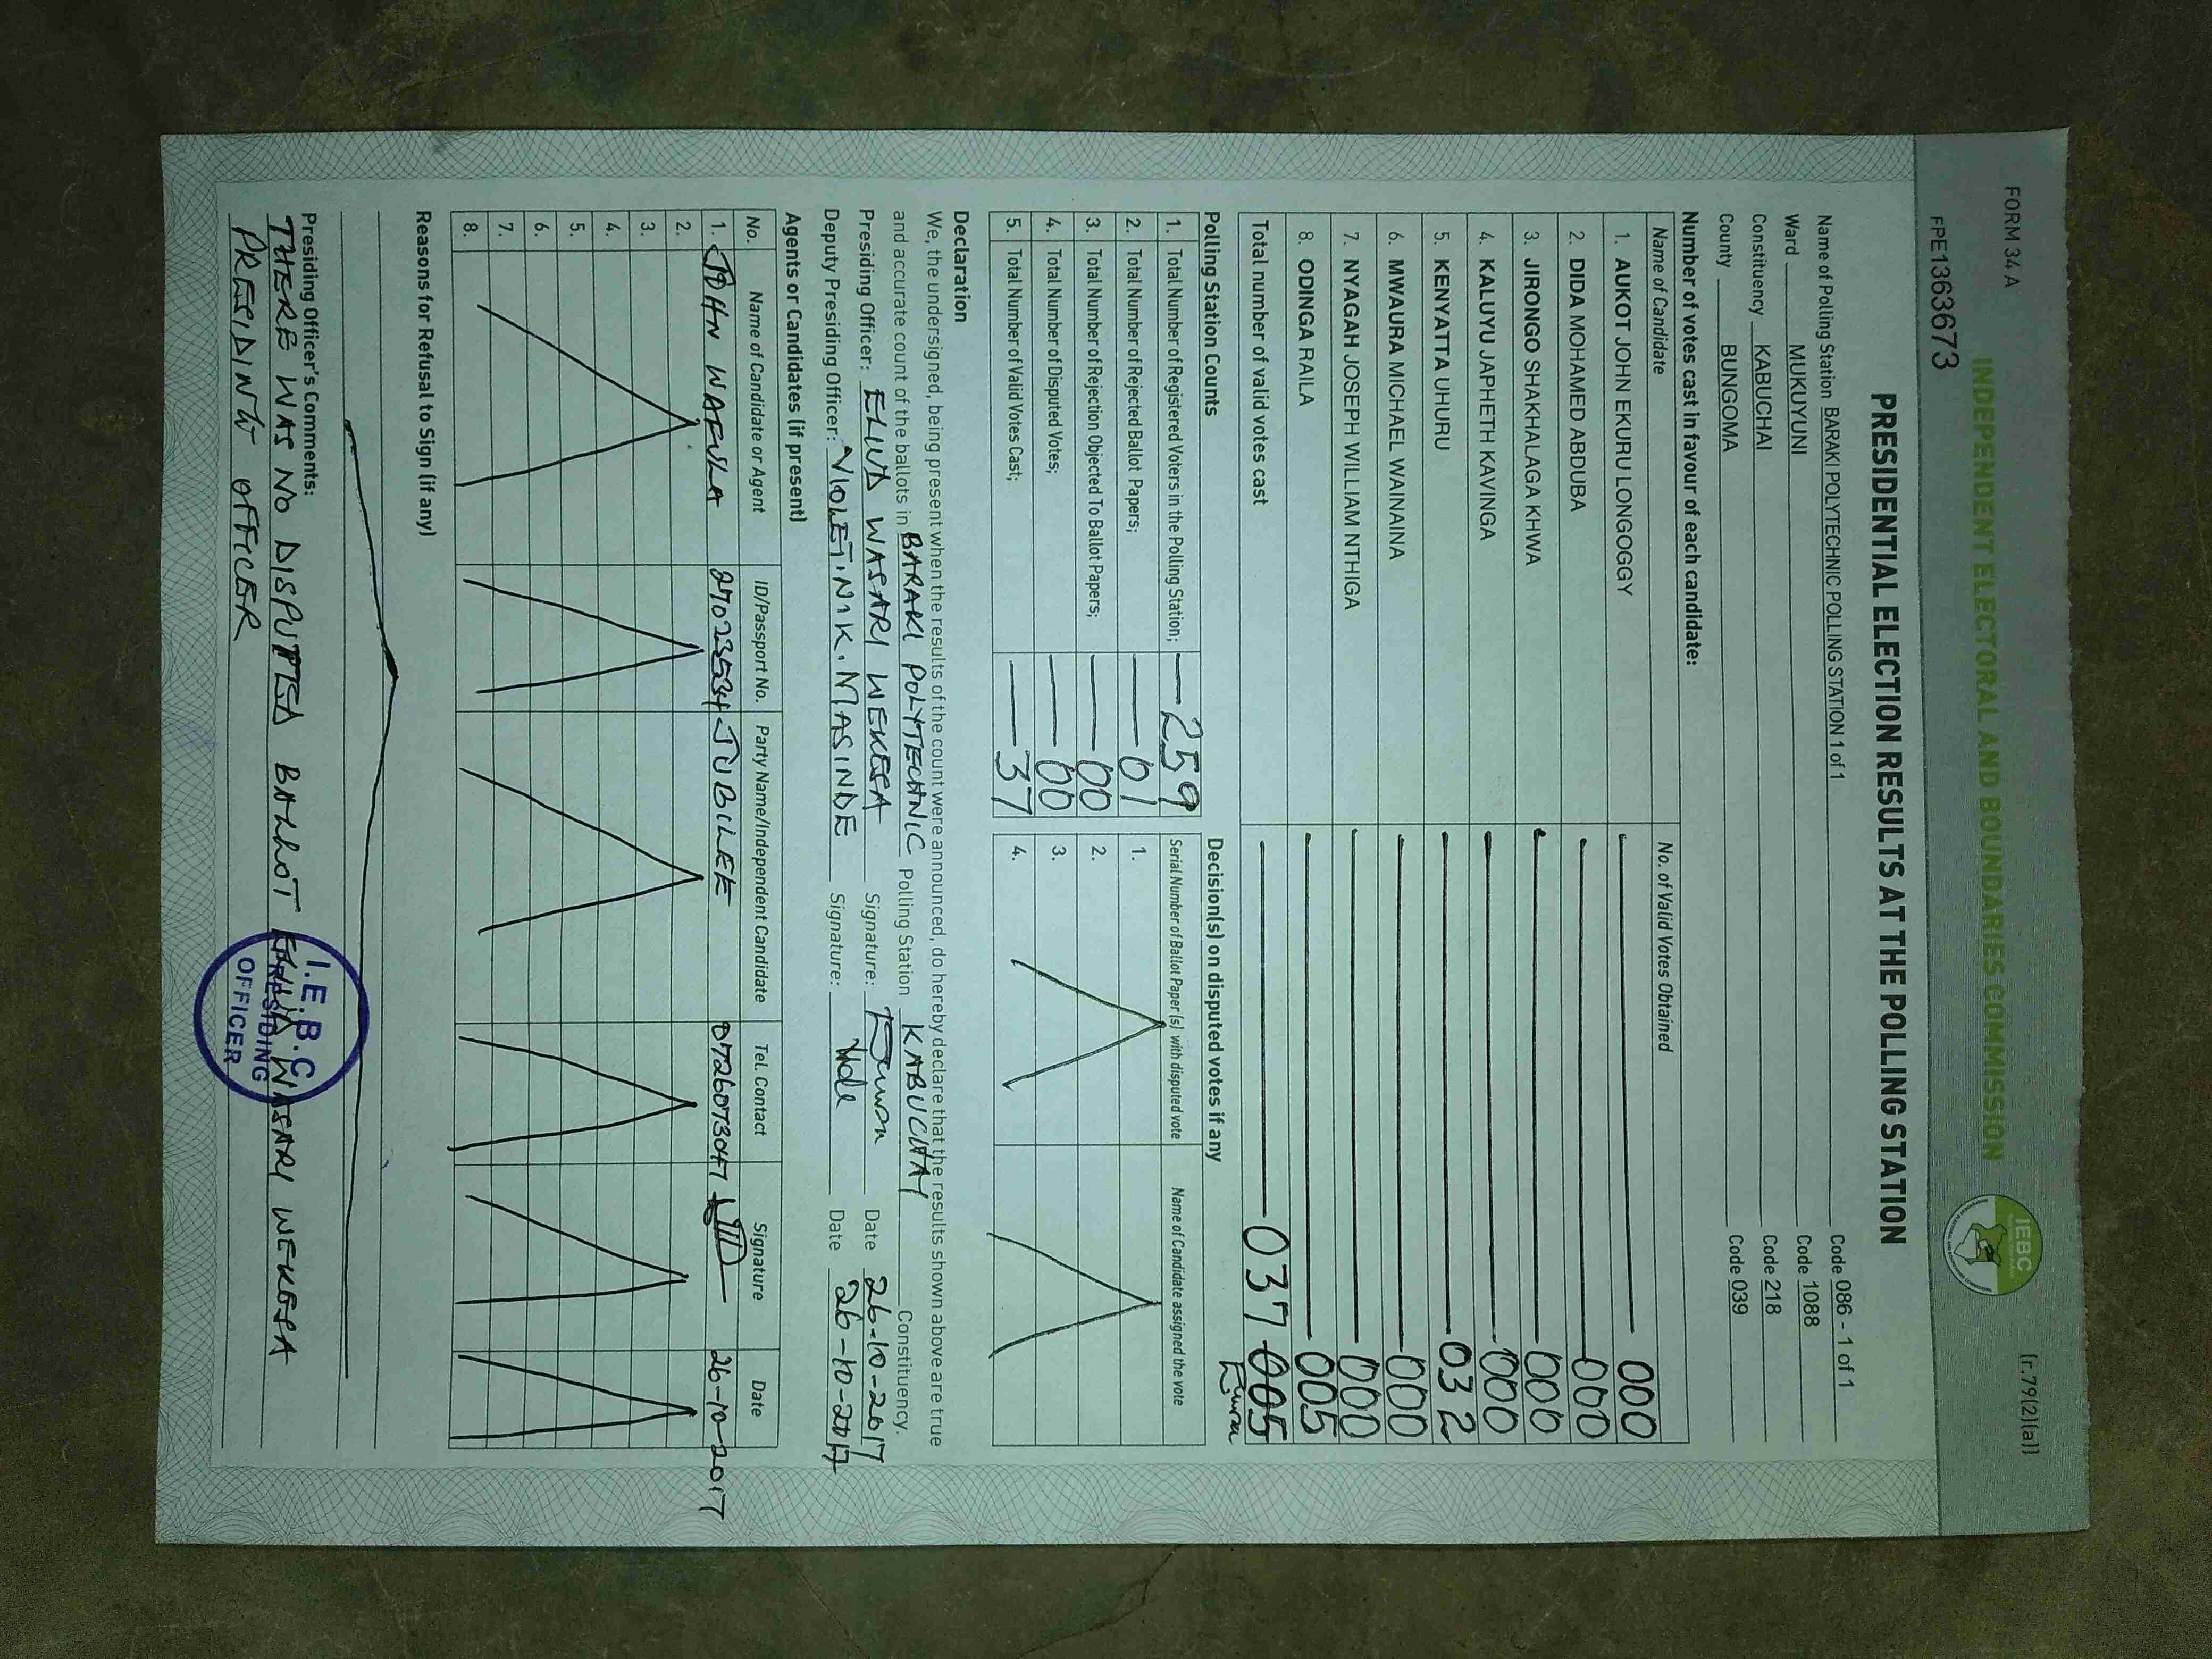 FORM 34A
(r.79(2)(a))
INDEPENDENT ELECTORAL AND BOUNDARIES COMMISSION
IEBC
FPE1363673
PRESIDENTIAL ELECTION RESULTS AT THE POLLING STATION
Name of Polling Station BARAKI POLYTECHNIC POLLING STATION 1 of 1 Code 086 - 1 of 1
Ward MUKUYUNI Code 1088
Constituency KABUCHAI Code 218
County BUNGOMA Code 039
Number of votes cast in favour of each candidate:
Name of Candidate No. of Valid Votes Obtained
1. AUKOT JOHN EKURU LONGOGGY 000
2. DIDA MOHAMED ABDUBA 000
3. JIRONGO SHAKHALAGA KHWA 000
4. KALUYU JAPHETH KAVINGA 000
5. KENYATTA UHURU 032
6. MWAURA MICHAEL WAINAINA 000
7. NYAGAH JOSEPH WILLIAM NTHIGA 000
8. ODINGA RAILA 005
Total number of valid votes cast 037 005
Polling Station Counts
1. Total Number of Registered Voters in the Polling Station; 259
2. Total Number of Rejected Ballot Papers; 01
3. Total Number of Rejection Objected To Ballot Papers; 00
4. Total Number of Disputed Votes; 00
5. Total Number of Valid Votes Cast; 37
Decision(s) on disputed votes if any
Serial Number of Ballot Paper (s) with disputed vote Name of Candidate assigned the vote
1.
2.
3.
4.
Declaration
We, the undersigned, being present when the results of the count were announced, do hereby declare that the results shown above are true
and accurate count of the ballots in BARAKI POLYTECHNIC Polling Station KABUCHAI Constituency.
Presiding Officer: ELIUD WASARI WEKESA Signature: Date 26-10-2017
Deputy Presiding Officer: VIOLET.N.K.MASINDE Signature: Date 26-10-2017
Agents or Candidates (if present)
No. Name of Candidate or Agent ID/Passport No. Party Name/Independent Candidate Tel. Contact Signature Date
1. JOHN WAFULA 27023534 JUBILEE 0726073047 26-10-2017
2.
3.
4.
5.
6.
7.
8.
Reasons for Refusal to Sign (if any)
Presiding Officer's Comments:
THERE WAS NO DISPUTED BALLOT ELIUD WASARI WEKESA
PRESIDING OFFICER
I.E.B.C
PRESIDING
OFFICER